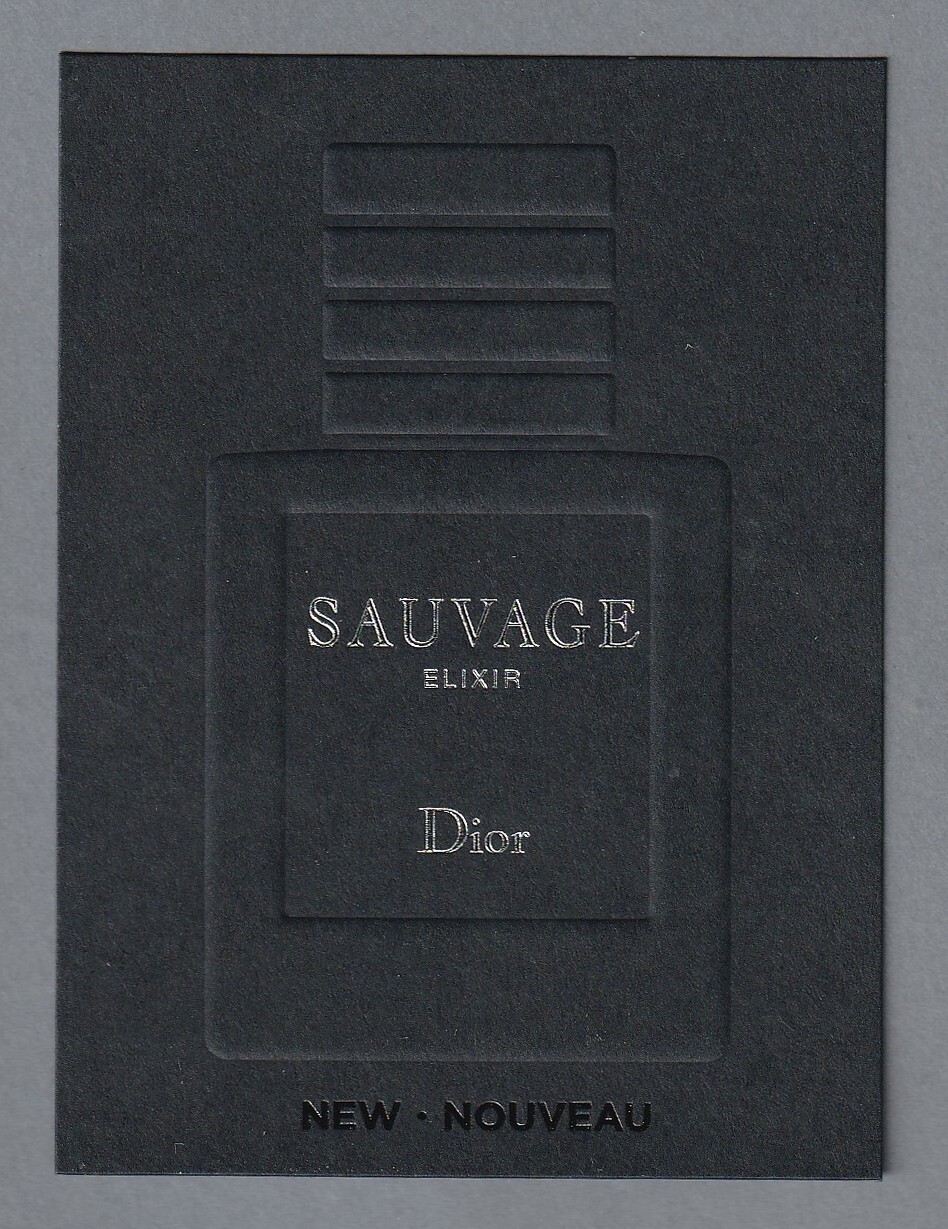 SAUVAGE
ELIXIR
Dior
NEW · NOUVEAU